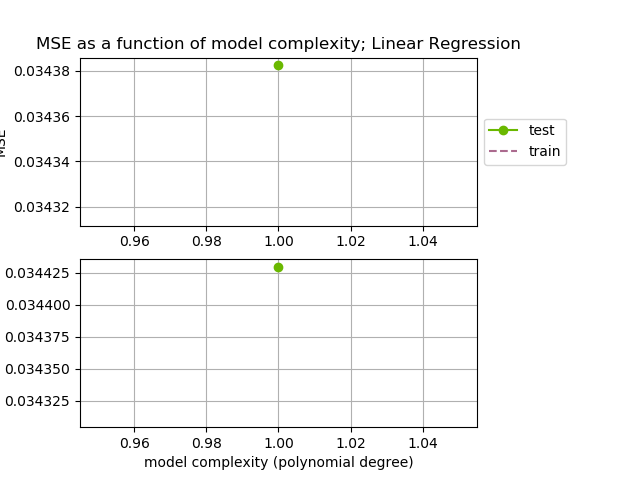 MSE as a function of model complexity; Linear Regression
0.03438
0.03436
0.03434
0.03432
MSE
0.96 0.98 1.00 1.02 1.04
test
train
0.034425
0.034400
0.034375
0.034350
0.034325
0.96 0.98 1.00 1.02 1.04
model complexity (polynomial degree)